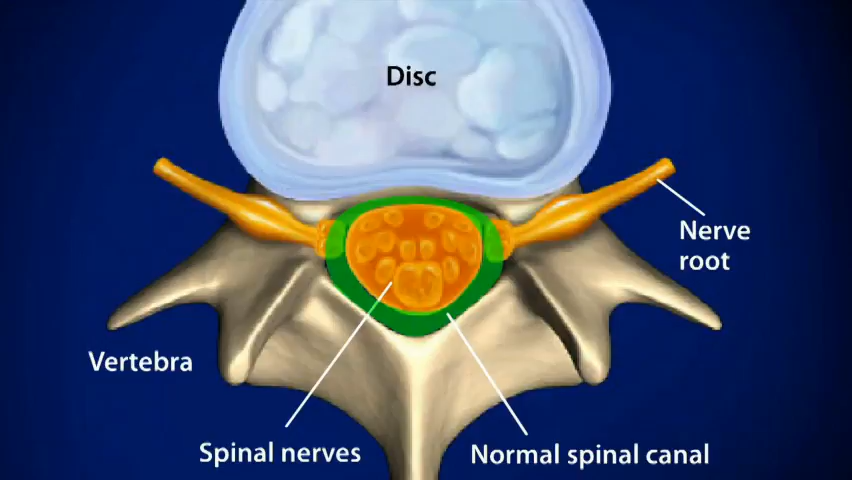 Disc
Nerve
root
Vertebra
Spinal nerves
Normal spinal canal